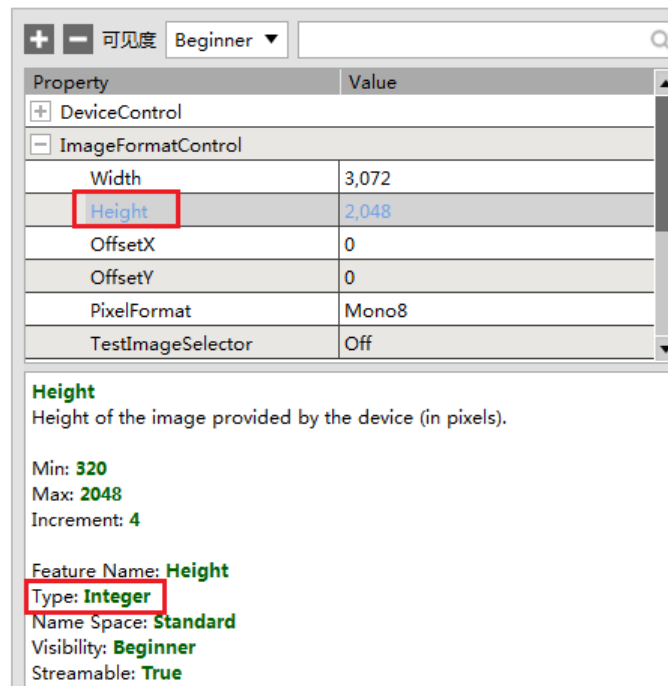 可见度 Beginner
Property Value
DeviceControl
ImageFormatControl
Width 3,072
Height 2,048
OffsetX 0
OffsetY 0
PixelFormat Mono8
TestImageSelector Off
Height
Height of the image provided by the device (in pixels).
Min: 320
Max: 2048
Increment: 4
Feature Name: Height
Type: Integer
Name Space: Standard
Visibility: Beginner
Streamable: True